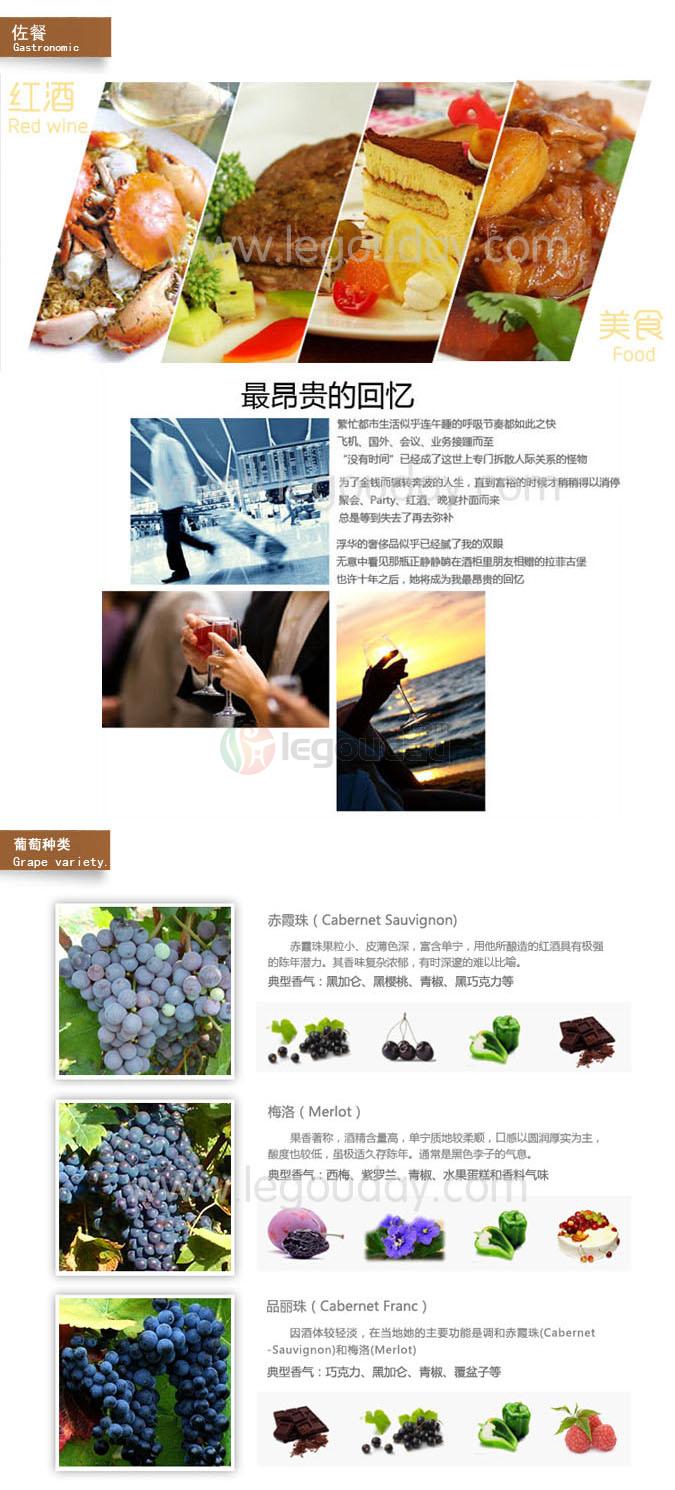 佐餐
Gastronomic
红酒
Red wine
www.legouday.com
美食
Food
最昂贵的回忆
繁忙都市生活似乎连午睡的呼吸节奏都如此之快
飞机、国外、会议、业务接踵而至
“没有时间”已经成了这世上专门拆散人际关系的怪物
为了金钱而辗转奔波的人生，直到富裕的时候才稍稍得以消停
聚会、Party、红酒、晚宴扑面而来
总是等到失去了再去弥补
浮华的奢侈品似乎已经腻了我的双眼
无意中看见那瓶正静静躺在酒柜里朋友相赠的拉菲古堡
也许十年之后，她将成为我最昂贵的回忆
legouday
葡萄种类
Grape variety.
赤霞珠（Cabernet Sauvignon)
赤霞珠果粒小、皮薄色深，富含单宁，用他所酿造的红酒具有极强
的陈年潜力。其香味复杂浓郁，有时深邃的难以比喻。
典型香气：黑加仑、黑樱桃、青椒、黑巧克力等
梅洛（Merlot）
果香著称，酒精含量高，单宁质地较柔顺，口感以圆润厚实为主，
酸度也较低，虽极适久存陈年。通常是黑色李子的气息。
典型香气：西梅、紫罗兰、青椒、水果蛋糕和香料气味
www.legouday.com
品丽珠（Cabernet Franc）
因酒体较轻淡，在当地她的主要功能是调和赤霞珠(Cabernet
-Sauvignon)和梅洛(Merlot)
典型香气：巧克力、黑加仑、青椒、覆盆子等